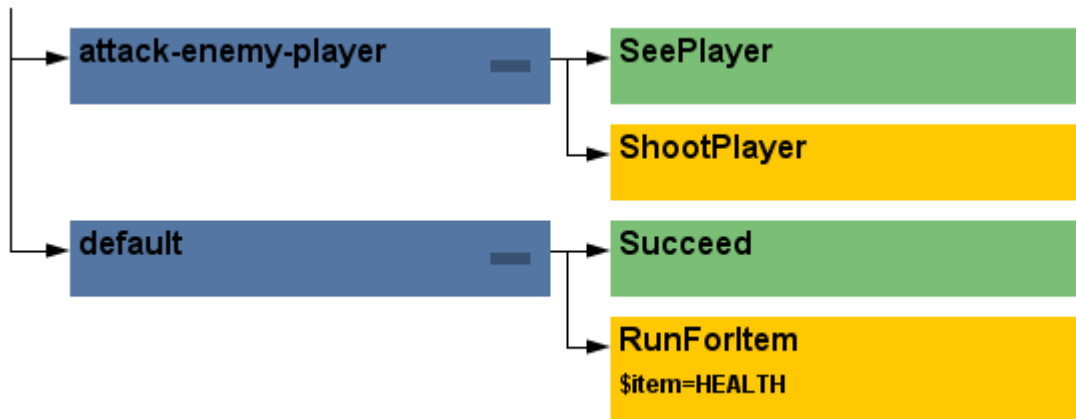 attack-enemy-player
SeePlayer
ShootPlayer
default
Succeed
RunForItem
$item=HEALTH